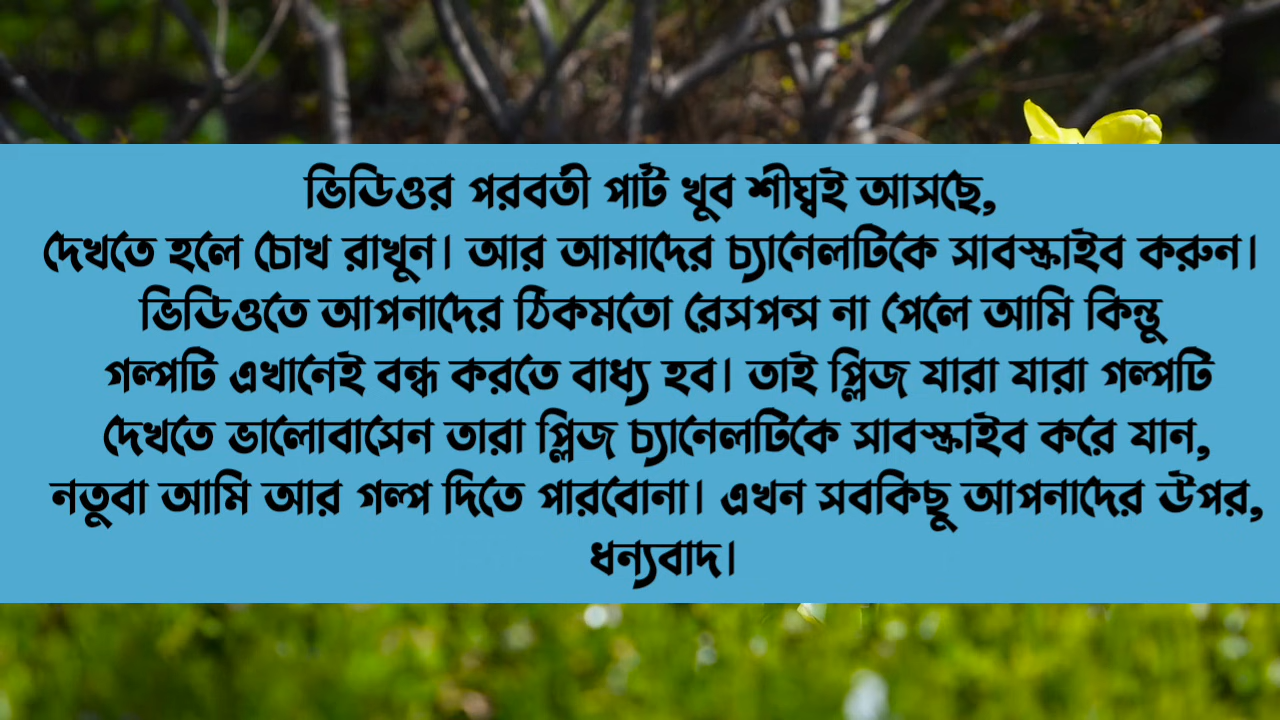 ভিডিওর পরবর্তী পার্ট খুব শীঘ্রই আসছে,
দেখতে হলে চোখ রাখুন। আর আমাদের চ্যানেলটিকে সাবস্ক্রাইব করুন।
ভিডিওতে আপনাদের ঠিকমতো রেসপন্স না পেলে আমি কিন্তু
গল্পটি এখানেই বন্ধ করতে বাধ্য হব। তাই প্লিজ যারা যারা গল্পটি
দেখতে ভালোবাসেন তারা প্লিজ চ্যানেলটিকে সাবস্ক্রাইব করে যান,
নতুবা আমি আর গল্প দিতে পারবোনা। এখন সবকিছু আপনাদের উপর,
ধন্যবাদ।